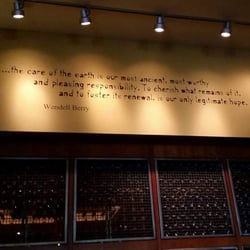 ...the care of the earth is our most ancient, most worthy
and pleasing responsibility. To cherish what remains of it,
and to foster its renewal, is our only legitimate hope.
Wendell Berry